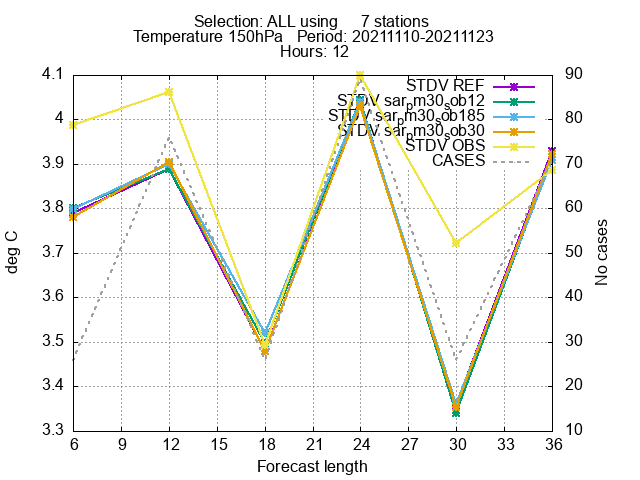 Selection: ALL using 7 stations
Temperature 150hPa Period: 20211110-20211123
Hours: 12
4.1
4
3.9
3.8
3.7
3.6
3.5
3.4
3.3
deg C
90
80
70
60
50
40
30
20
10
No cases
STDV REF
STDV sarpm30sob12
STDV sarpm30sob185
STDV sarpm30sob30
STDV OBS
CASES
6 9 12 15 18 21 24 27 30 33 36
Forecast length